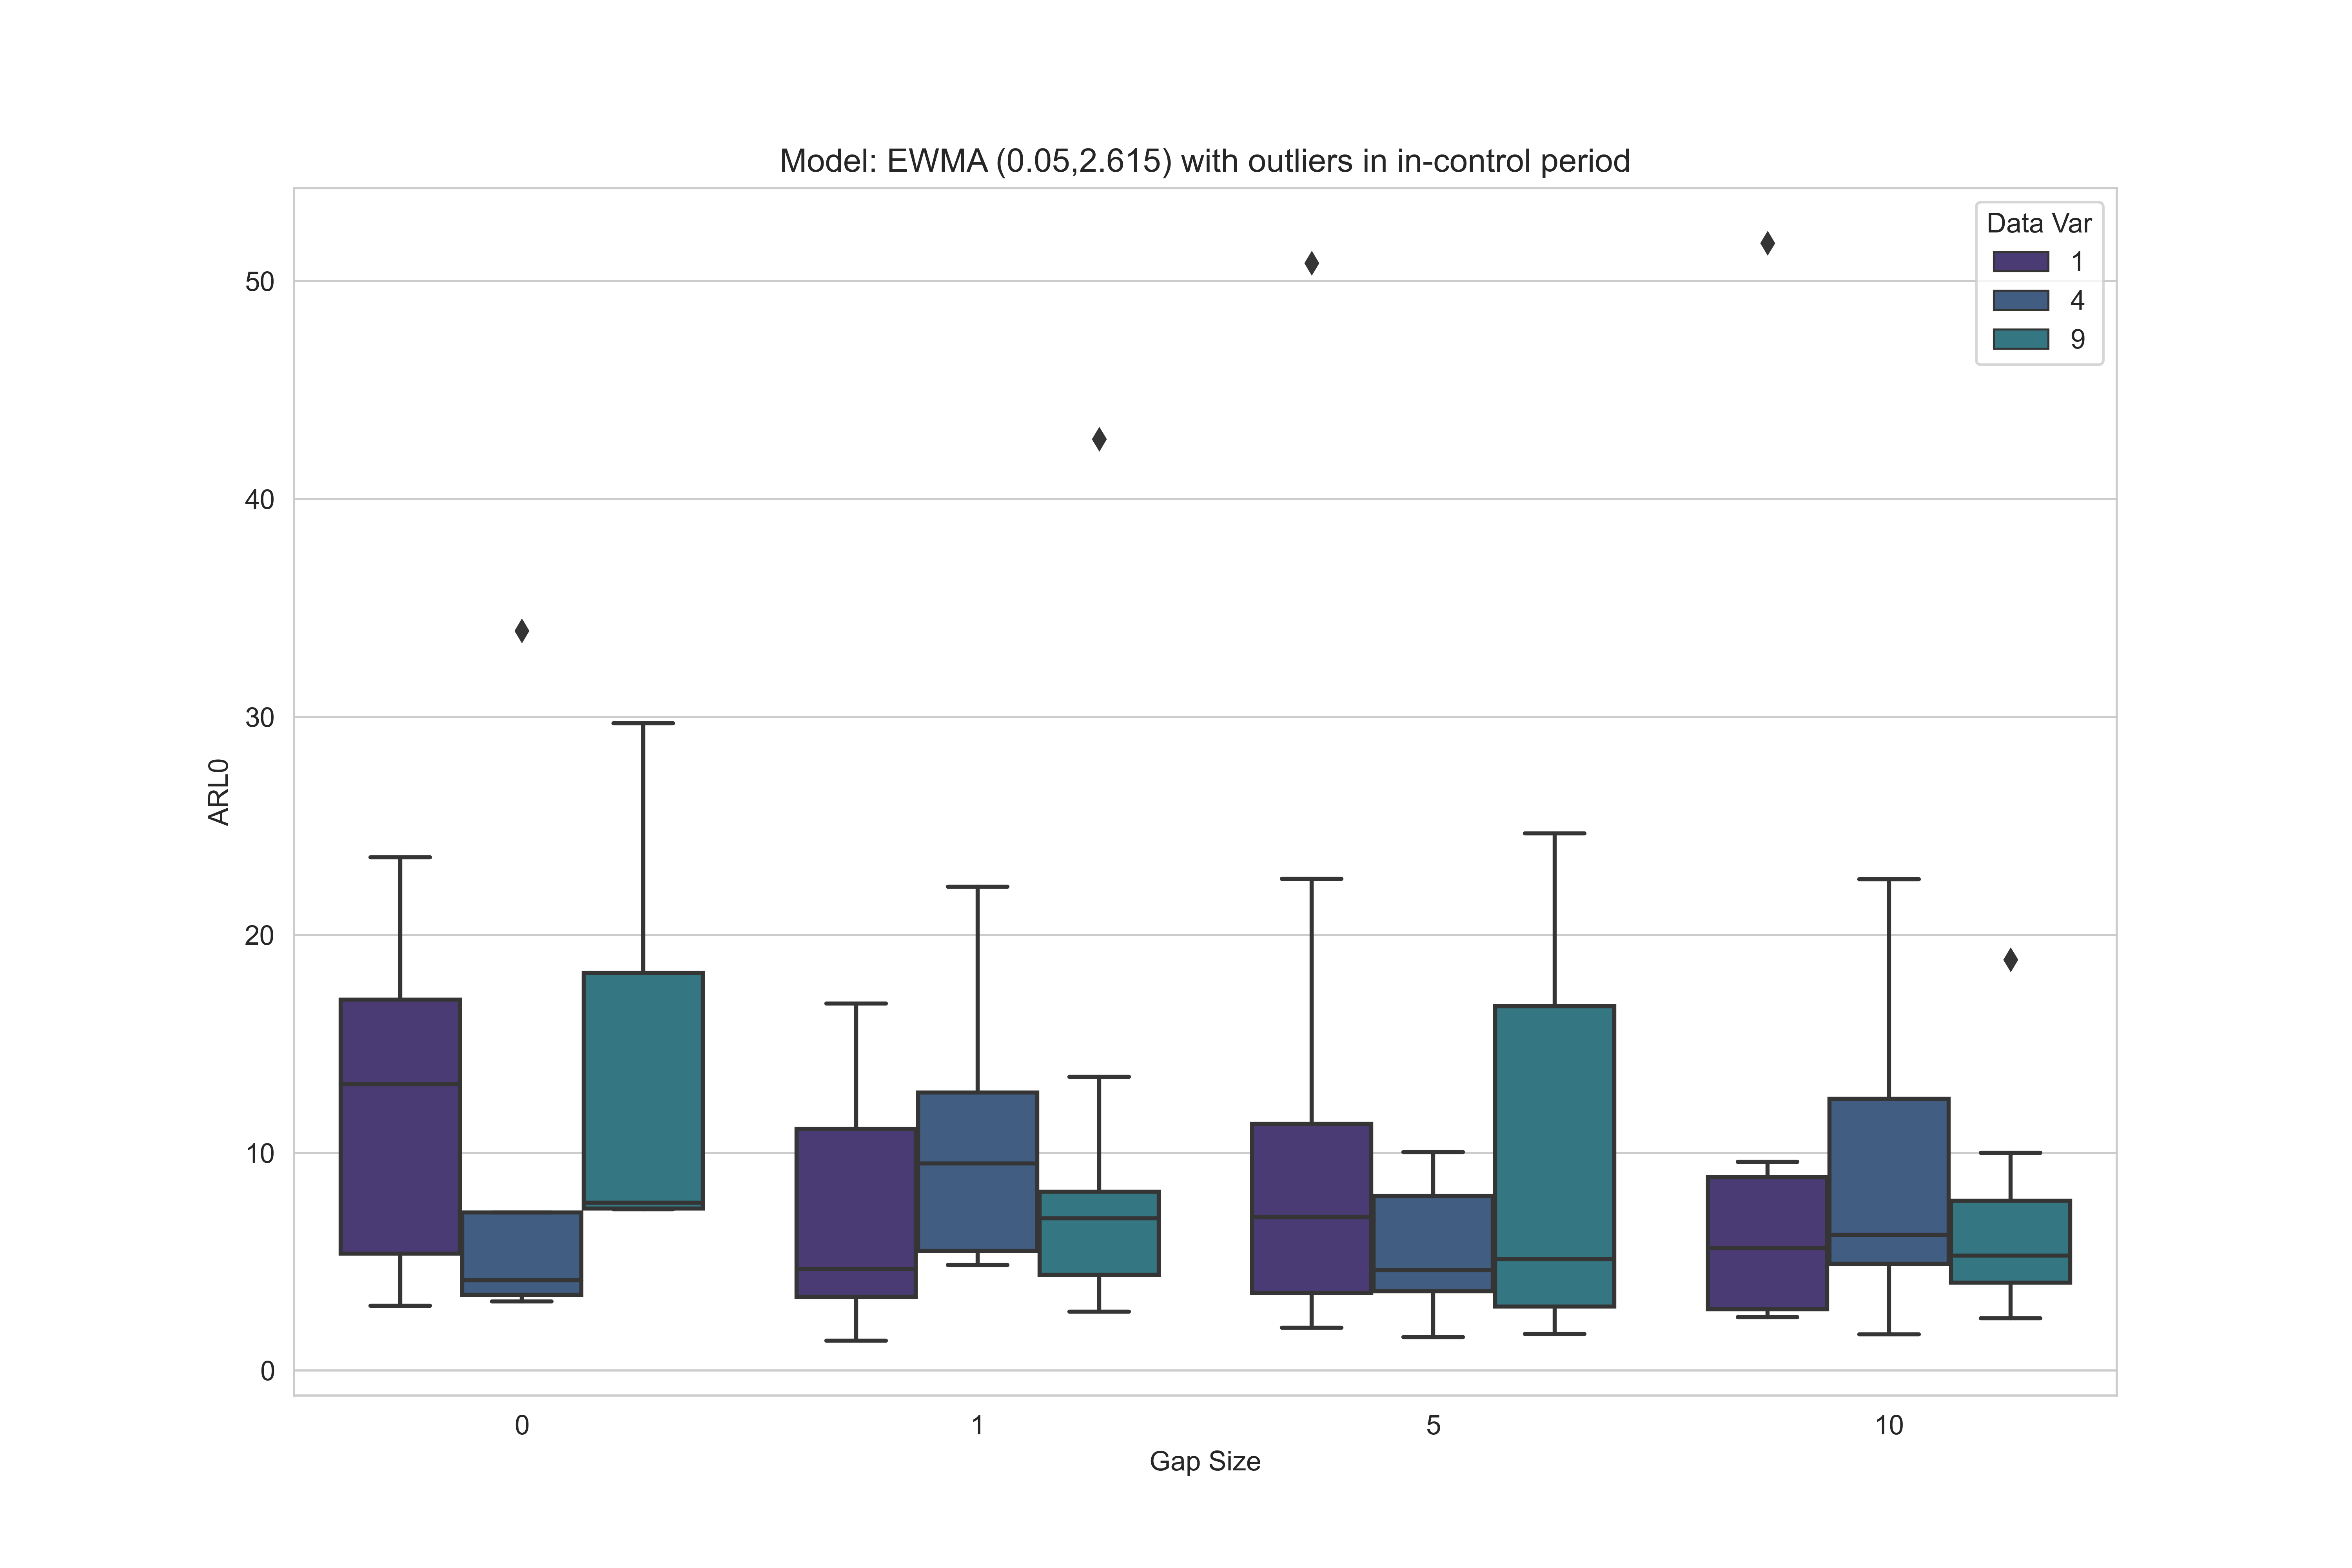 Model: EWMA (0.05,2.615) with outliers in in-control period
Data Var
1
4
9
50
40
30
20
10
0
ARL0
0 1 5 10
Gap Size